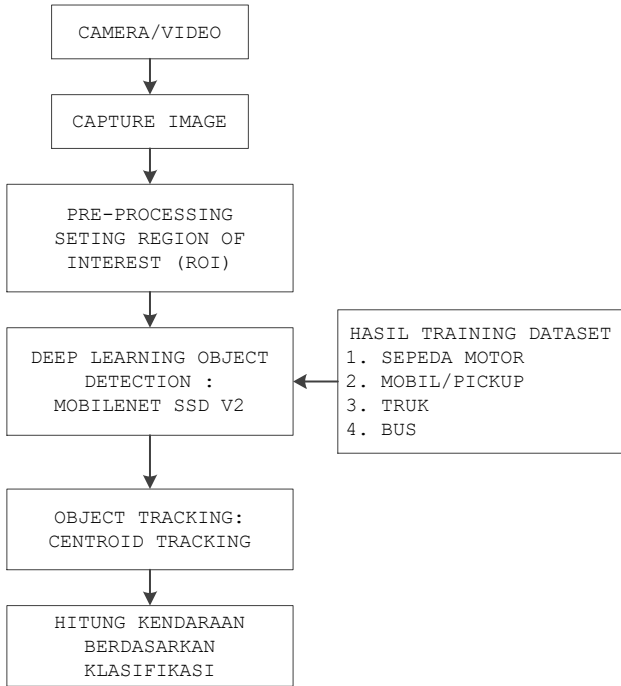 CAMERA/VIDEO
CAPTURE IMAGE
PRE-PROCESSING
SETING REGION OF
INTEREST (ROI)
DEEP LEARNING OBJECT
DETECTION :
MOBILENET SSD V2
HASIL TRAINING DATASET
1. SEPEDA MOTOR
2. MOBIL/PICKUP
3. TRUK
4. BUS
OBJECT TRACKING:
CENTROID TRACKING
HITUNG KENDARAAN
BERDASARKAN
KLASIFIKASI